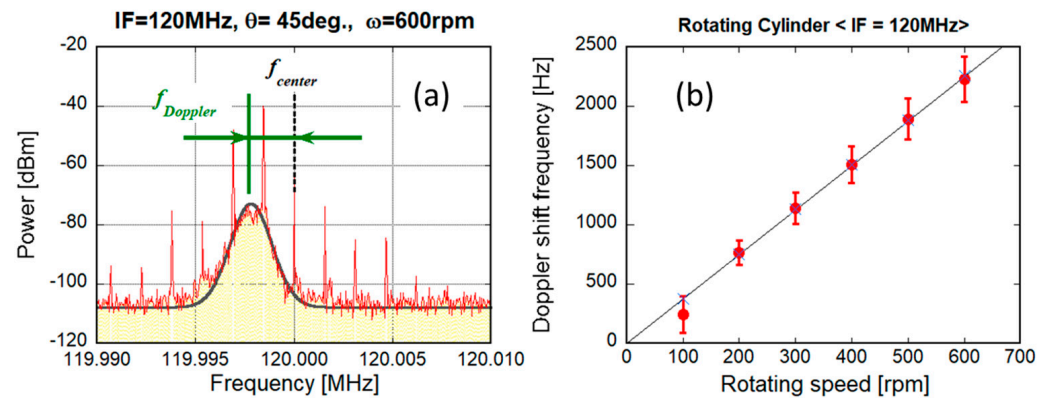 IF=120MHz, θ= 45deg., ω=600rpm
-20
-40
-60
-80
-100
-120
Power [dBm]
f_Doppler
f_center
(a)
119.990 119.995 120.000 120.005 120.010
Frequency [MHz]
Rotating Cylinder < IF = 120MHz>
2500
2000
1500
1000
500
0
Doppler shift frequency [Hz]
(b)
0 100 200 300 400 500 600 700
Rotating speed [rpm]